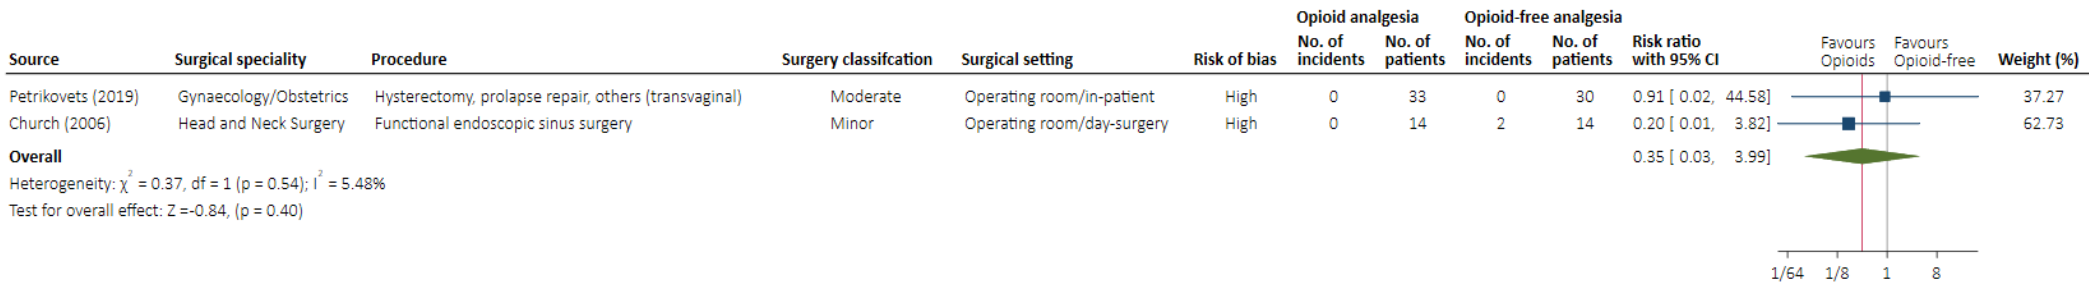 Opioid analgesia Opioid-free analgesia
No. of No. of No. of No. of Risk ratio Favours Favours
Source Surgical speciality Procedure Surgery classifcation Surgical setting Risk of bias incidents patients incidents patients with 95% CI Opioids Opioid-free Weight (%)
Petrikovets (2019) Gynaecology/Obstetrics Hysterectomy, prolapse repair, others (transvaginal) Moderate Operating room/in-patient High 0 33 0 30 0.91 [ 0.02, 44.58] 37.27
Church (2006) Head and Neck Surgery Functional endoscopic sinus surgery Minor Operating room/day-surgery High 0 14 2 14 0.20 [ 0.01, 3.82] 62.73
Overall 0.35 [ 0.03, 3.99]
Heterogeneity: χ² = 0.37, df = 1 (p = 0.54); I² = 5.48%
Test for overall effect: Z =-0.84, (p = 0.40)
1/64 1/8 1 8